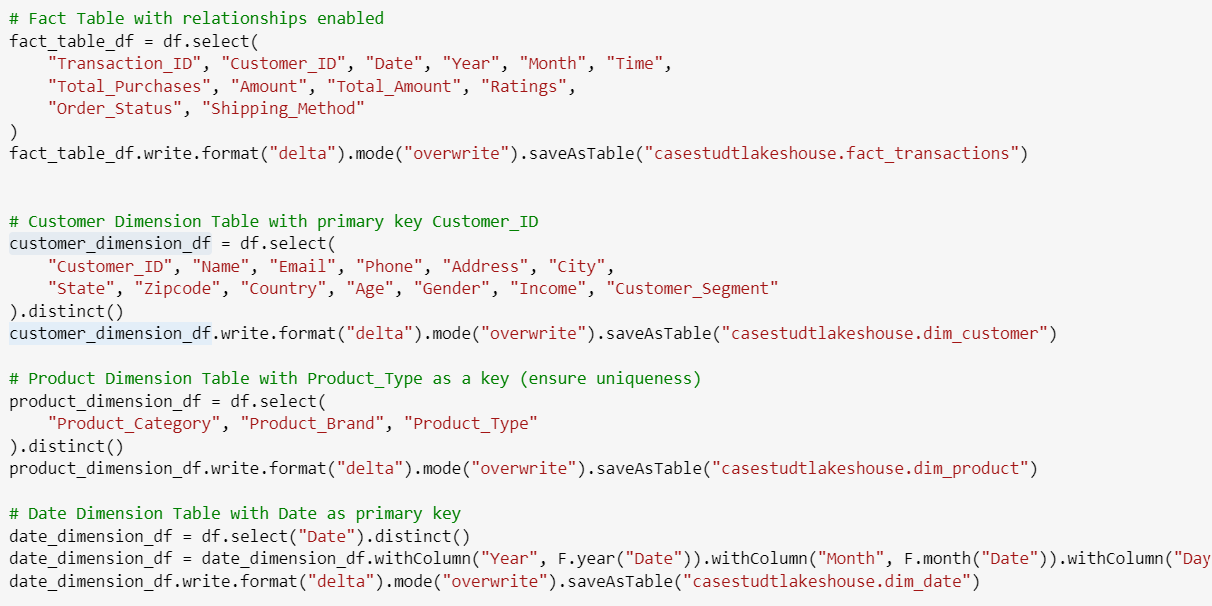 # Fact Table with relationships enabled
fact_table_df = df.select(
    "Transaction_ID", "Customer_ID", "Date", "Year", "Month", "Time",
    "Total_Purchases", "Amount", "Total_Amount", "Ratings",
    "Order_Status", "Shipping_Method"
)
fact_table_df.write.format("delta").mode("overwrite").saveAsTable("casestudtlakeshouse.fact_transactions")
# Customer Dimension Table with primary key Customer_ID
customer_dimension_df = df.select(
    "Customer_ID", "Name", "Email", "Phone", "Address", "City",
    "State", "Zipcode", "Country", "Age", "Gender", "Income", "Customer_Segment"
).distinct()
customer_dimension_df.write.format("delta").mode("overwrite").saveAsTable("casestudtlakeshouse.dim_customer")
# Product Dimension Table with Product_Type as a key (ensure uniqueness)
product_dimension_df = df.select(
    "Product_Category", "Product_Brand", "Product_Type"
).distinct()
product_dimension_df.write.format("delta").mode("overwrite").saveAsTable("casestudtlakeshouse.dim_product")
# Date Dimension Table with Date as primary key
date_dimension_df = df.select("Date").distinct()
date_dimension_df = date_dimension_df.withColumn("Year", F.year("Date")).withColumn("Month", F.month("Date")).withColumn("Day
date_dimension_df.write.format("delta").mode("overwrite").saveAsTable("casestudtlakeshouse.dim_date")